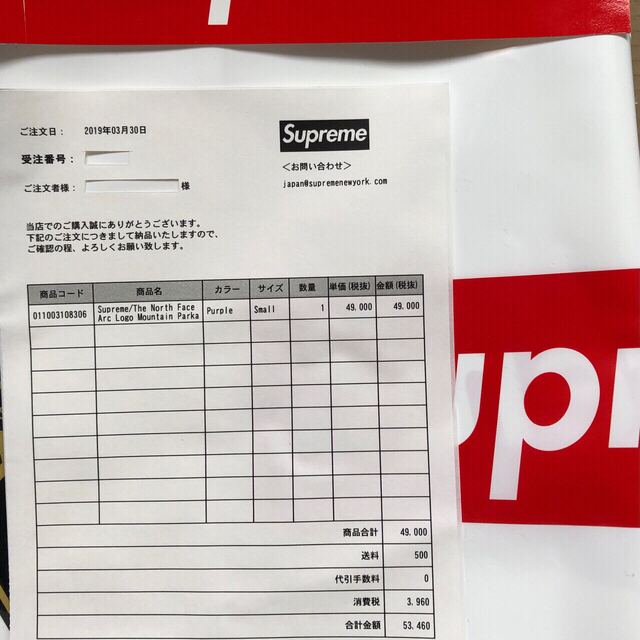 ご注文日： 2019年03月30日
受注番号：
ご注文者様： 様
Supreme
＜お問い合わせ＞
japan@supremenewyork.com
当店でのご購入誠にありがとうございます。
下記のご注文につきまして納品いたしますので、
ご確認の程、よろしくお願い致します。
商品コード 商品名 カラー サイズ 数量 単価(税抜) 金額(税抜)
011003108306 Supreme/The North Face Arc Logo Mountain Parka Purple Small 1 49,000 49,000
商品合計 49,000
送料 500
代引手数料 0
消費税 3,960
合計金額 53,460
upr